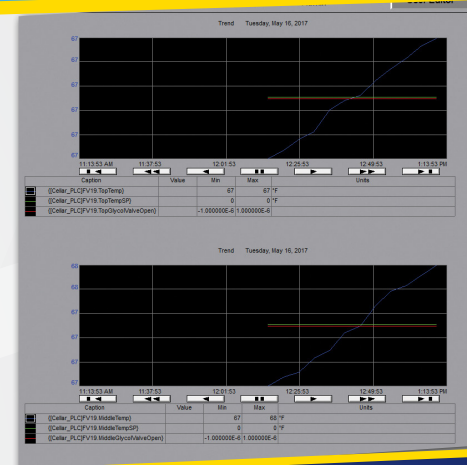 Trend Tuesday, May 16, 2017
67
67
67
67
67
67
11:13:53 AM 11:37:53 12:01:53 12:25:53 12:49:53 1:13:53 PM
Caption Value Min Max Units
{[Cellar_PLC]FV19.TopTemp} 67 67 °F
{[Cellar_PLC]FV19.TopTempSP} 0 0 °F
{[Cellar_PLC]FV19.TopGlycolValveOpen} -1.000000E-6 1.000000E-6
Trend Tuesday, May 16, 2017
68
68
67
67
67
67
11:13:53 AM 11:37:53 12:01:53 12:25:53 12:49:53 1:13:53 PM
Caption Value Min Max Units
{[Cellar_PLC]FV19.MiddleTemp} 67 68 °F
{[Cellar_PLC]FV19.MiddleTempSP} 0 0 °F
{[Cellar_PLC]FV19.MiddleGlycolValveOpen} -1.000000E-6 1.000000E-6